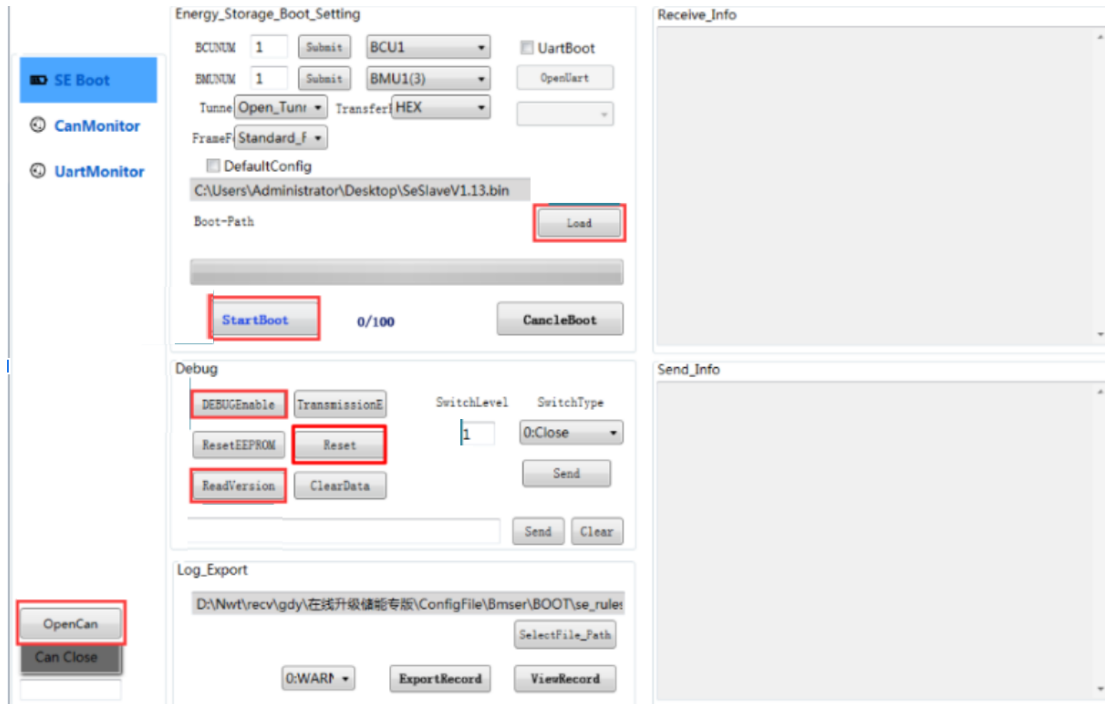 SE Boot
CanMonitor
UartMonitor
OpenCan
Can Close
Energy_Storage_Boot_Setting
BCUNUM 1 Submit BCU1 UartBoot
BMUNUM 1 Submit BMU1(3) OpenUart
Tunne Open_Tunr Transfer HEX
FrameF Standard_F
DefaultConfig
C:\Users\Administrator\Desktop\SeSlaveV1.13.bin
Boot-Path Load
StartBoot 0/100 CancleBoot
Debug
DEBUGEnable TransmissionE SwitchLevel SwitchType
ResetEEPROM Reset 1 0:Close
ReadVersion ClearData Send
Send Clear
Log_Export
D:\Nwt\recv\gdy\在线升级储能专版\ConfigFile\Bmser\BOOT\se_rules
SelectFile_Path
0:WARN ExportRecord ViewRecord
Receive_Info
Send_Info